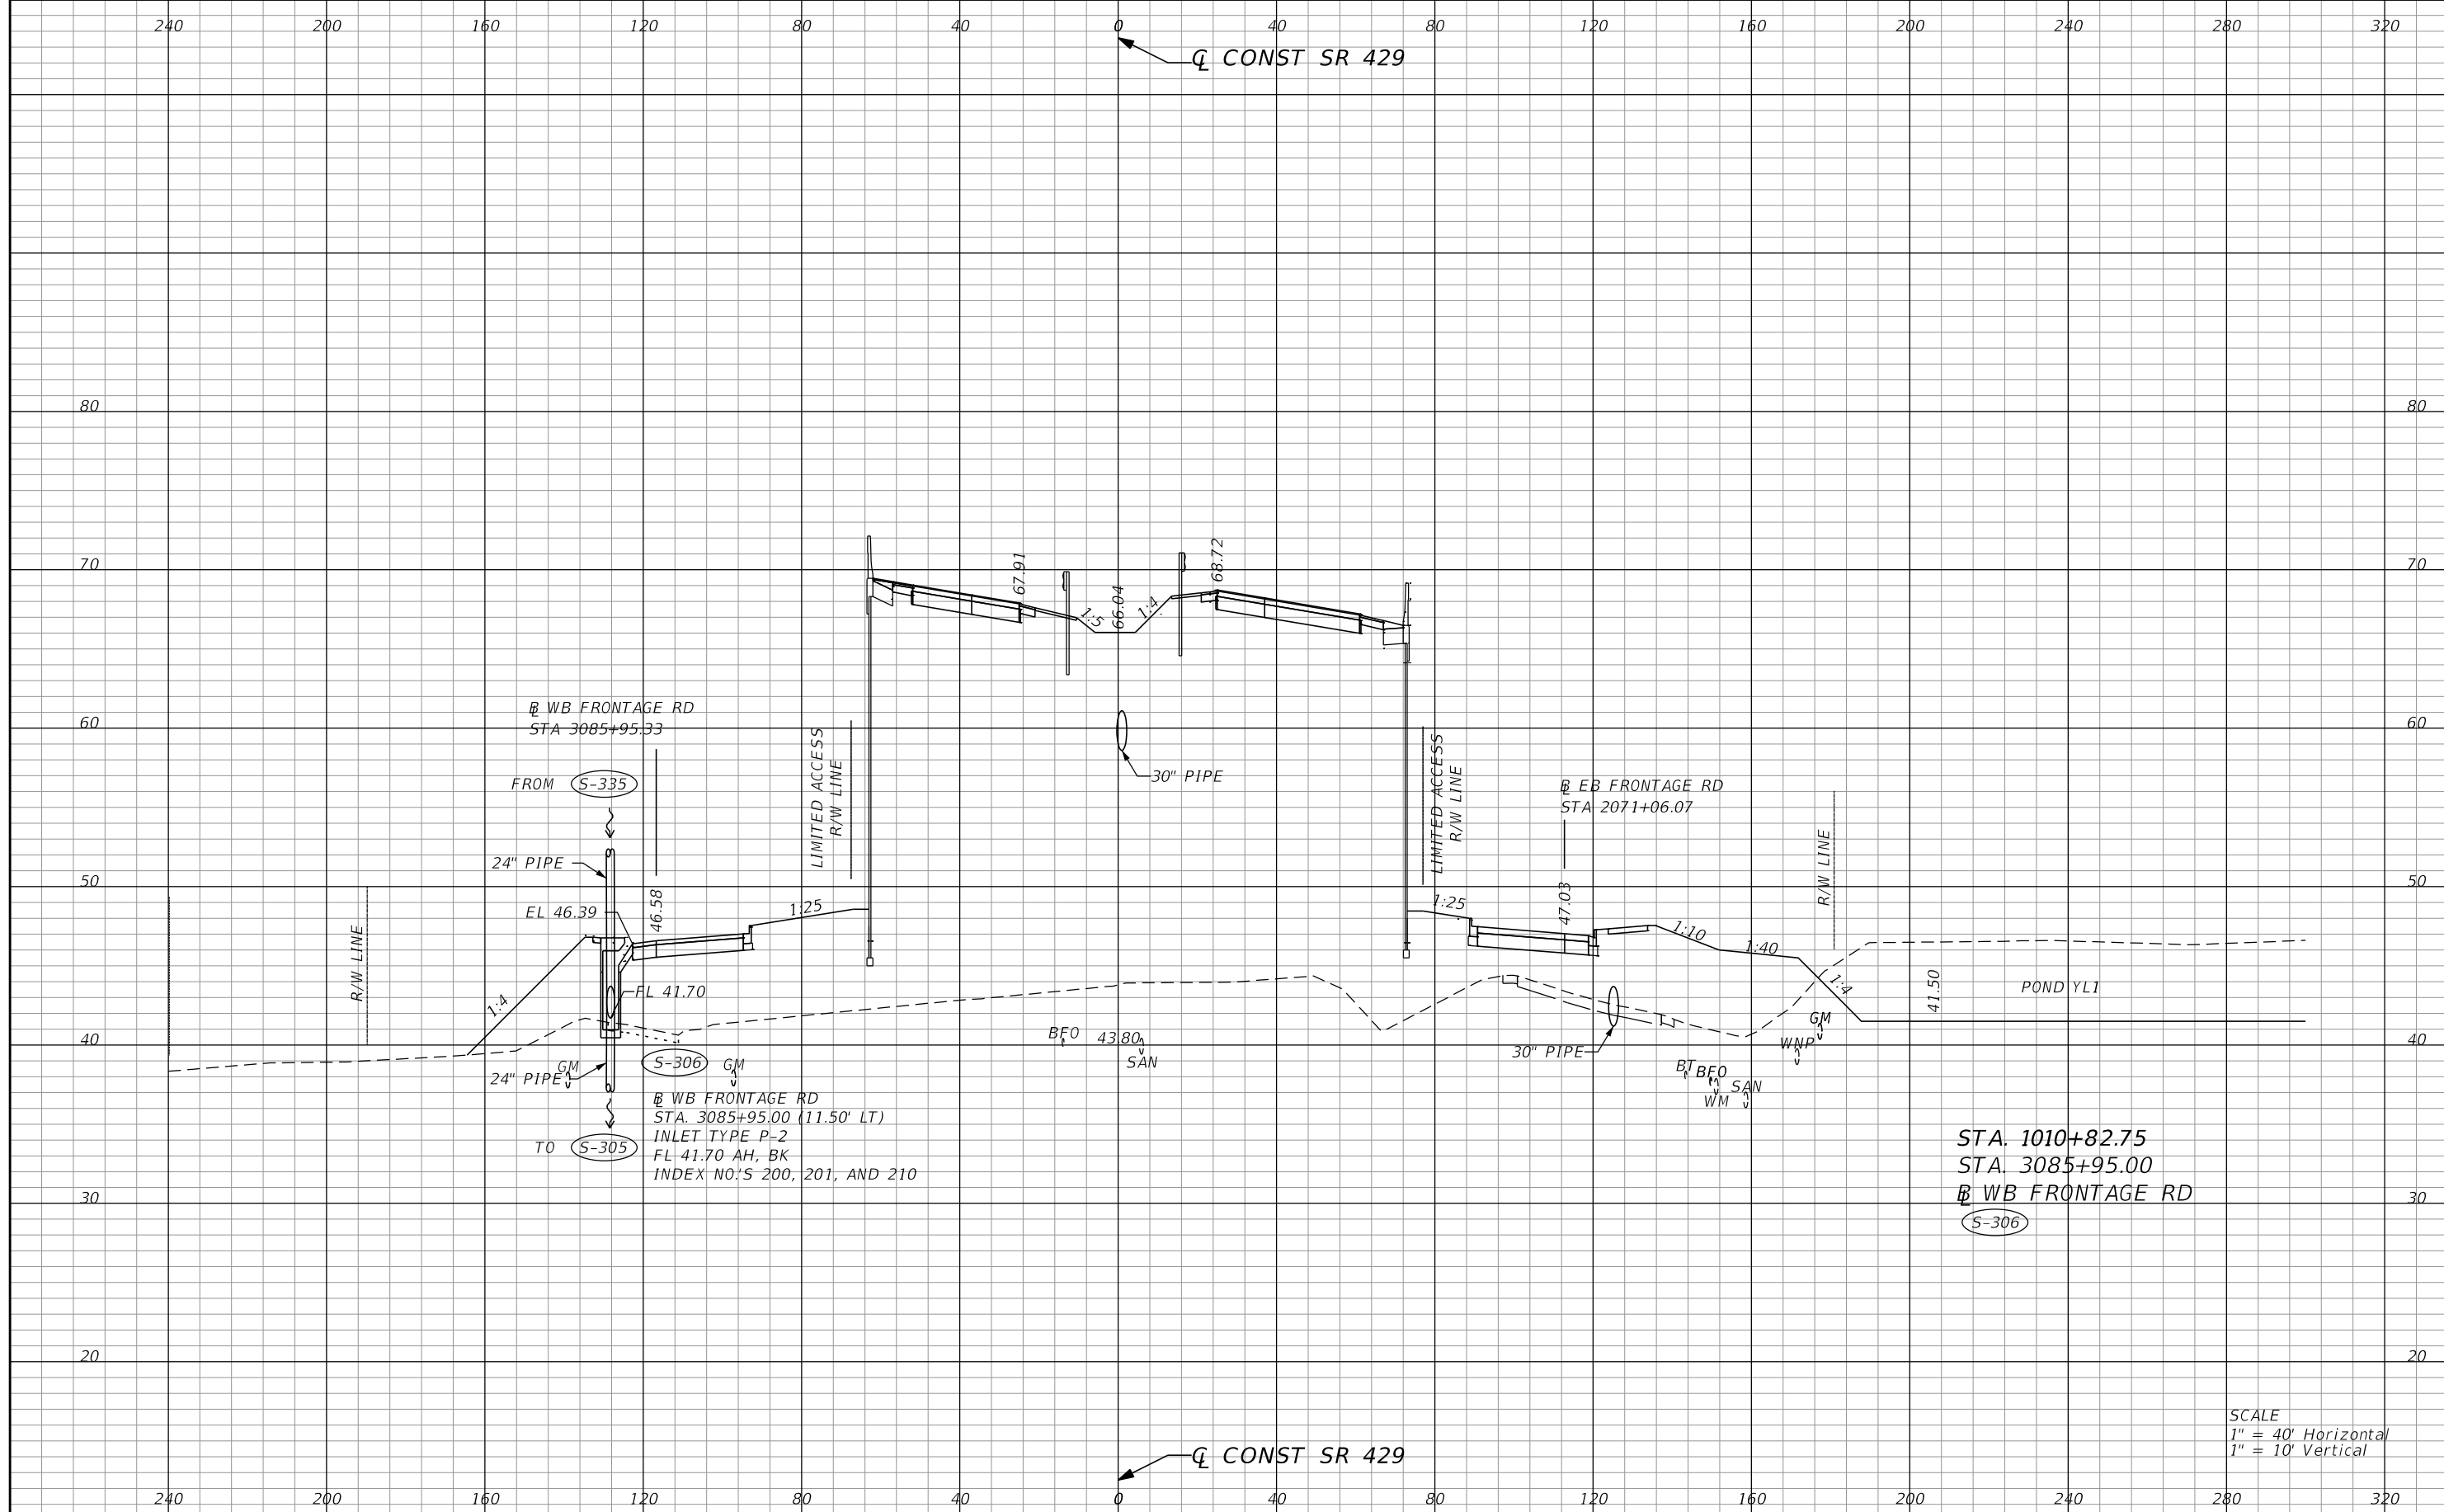 240 200 160 120 80 40 0 40 80 120 160 200 240 280 320
CL CONST SR 429
80 80
70 70
67.91
66.04
68.72
1:5
1:4
60 60
BL WB FRONTAGE RD
STA 3085+95.33
LIMITED ACCESS
R/W LINE
30" PIPE
LIMITED ACCESS
R/W LINE
BL EB FRONTAGE RD
STA 2071+06.07
FROM S-335
24" PIPE
R/W LINE
50 50
EL 46.39
46.58
1:25
1:25
47.03
1:10
1:40
R/W LINE
1:4
FL 41.70
1:4
41.50
POND YL1
40 40
BFO
43.80
SAN
30" PIPE
GM
WNP
BT
BFO
SAN
WM
GM
24" PIPE
S-306
GM
BL WB FRONTAGE RD
STA. 3085+95.00 (11.50' LT)
INLET TYPE P-2
FL 41.70 AH, BK
INDEX NO.'S 200, 201, AND 210
TO S-305
STA. 1010+82.75
STA. 3085+95.00
BL WB FRONTAGE RD
S-306
30 30
20 20
SCALE
1" = 40' Horizontal
1" = 10' Vertical
CL CONST SR 429
240 200 160 120 80 40 0 40 80 120 160 200 240 280 320